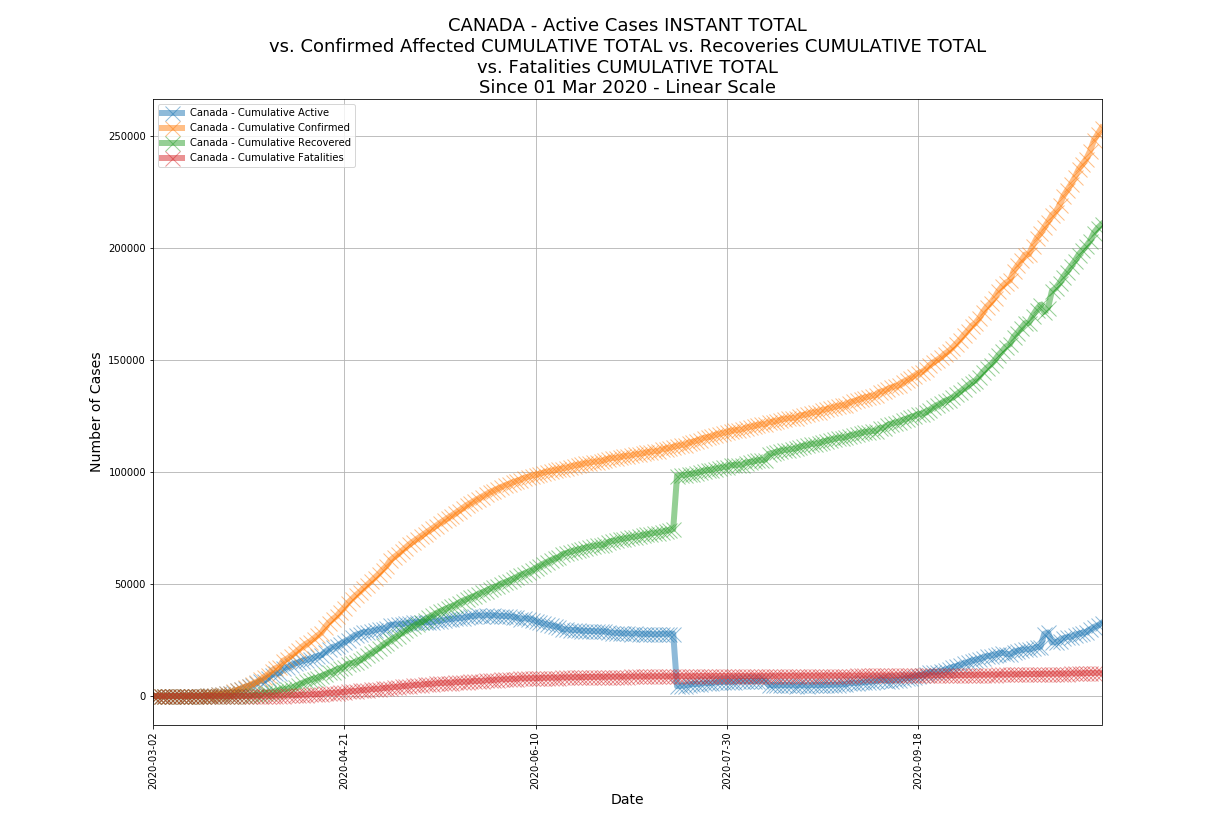 CANADA - Active Cases INSTANT TOTAL
vs. Confirmed Affected CUMULATIVE TOTAL vs. Recoveries CUMULATIVE TOTAL
vs. Fatalities CUMULATIVE TOTAL
Since 01 Mar 2020 - Linear Scale
Canada - Cumulative Active
Canada - Cumulative Confirmed
Canada - Cumulative Recovered
Canada - Cumulative Fatalities
250000
200000
150000
100000
50000
0
Number of Cases
2020-03-02
2020-04-21
2020-06-10
2020-07-30
2020-09-18
Date